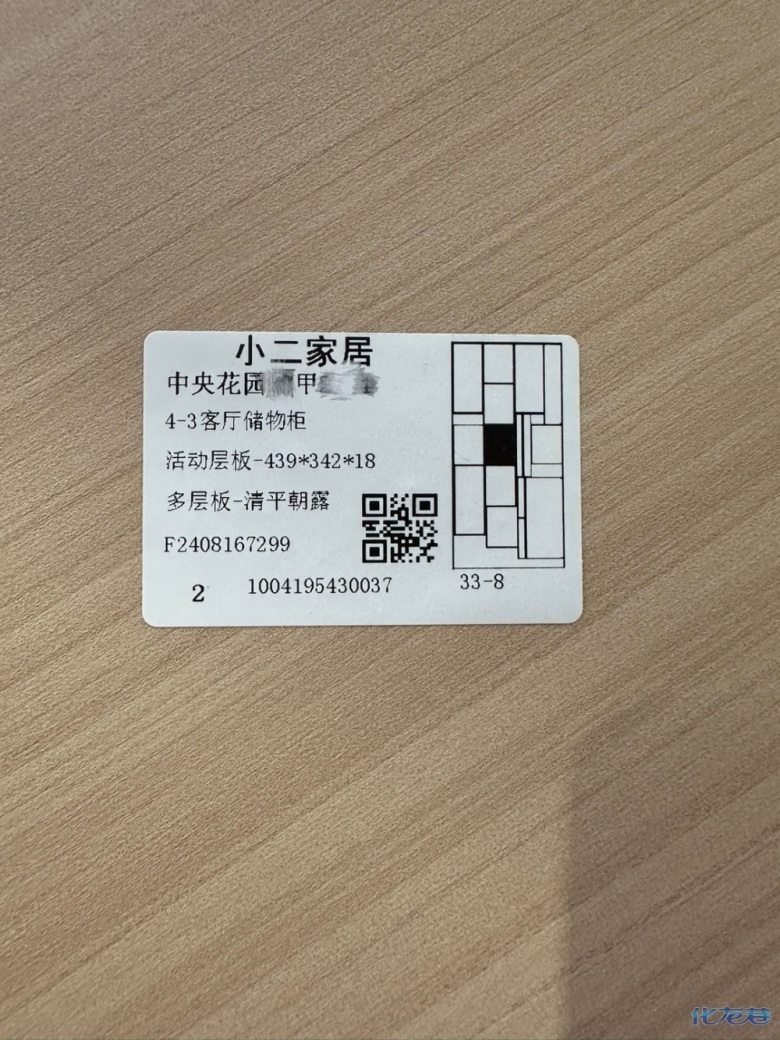 小二家居
中央花园 甲
4-3客厅储物柜
活动层板-439*342*18
多层板-清平朝露
F2408167299
2 1004195430037 33-8
化龙巷